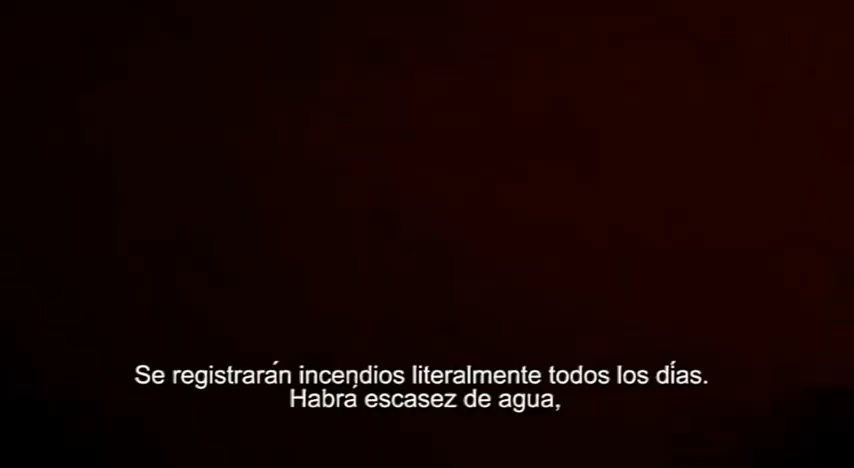 Se registrarán incendios literalmente todos los días.
Habrá escasez de agua,